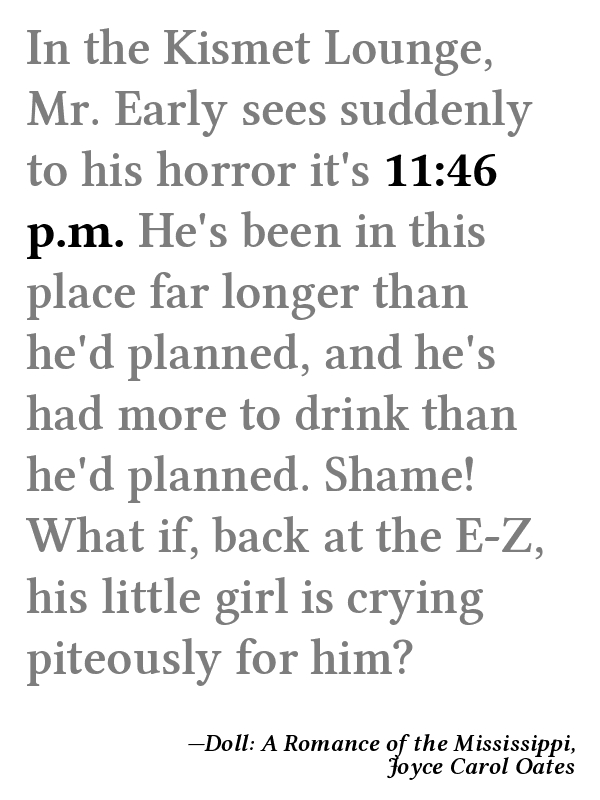 In the Kismet Lounge,
Mr. Early sees suddenly
to his horror it's 11:46
p.m. He's been in this
place far longer than
he'd planned, and he's
had more to drink than
he'd planned. Shame!
What if, back at the E-Z,
his little girl is crying
piteously for him?
—Doll: A Romance of the Mississippi,
Joyce Carol Oates